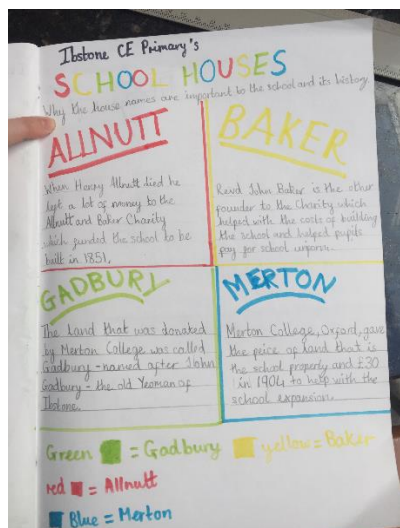 Ibstone CE Primary's
SCHOOL HOUSES
Why the house names are important to the school and its history.
ALLNUTT
When Henry Allnutt died he
left a lot of money to the
Allnutt and Baker Charity
which funded the school to be
built in 1851.
BAKER
Revd John Baker is the other
founder to the Charity which
helped with the costs of building
the school and helped pupils
pay for school uniform.
GADBURY
The land that was donated
by Merton College was called
Gadbury - named after John
Gadbury - the old Yeoman of
Ibstone.
MERTON
Merton College, Oxford, gave
the peice of land that is
the school property and £30
in 1904 to help with the
school expansion.
Green = Gadbury yellow = Baker
red = Allnutt
Blue = Merton